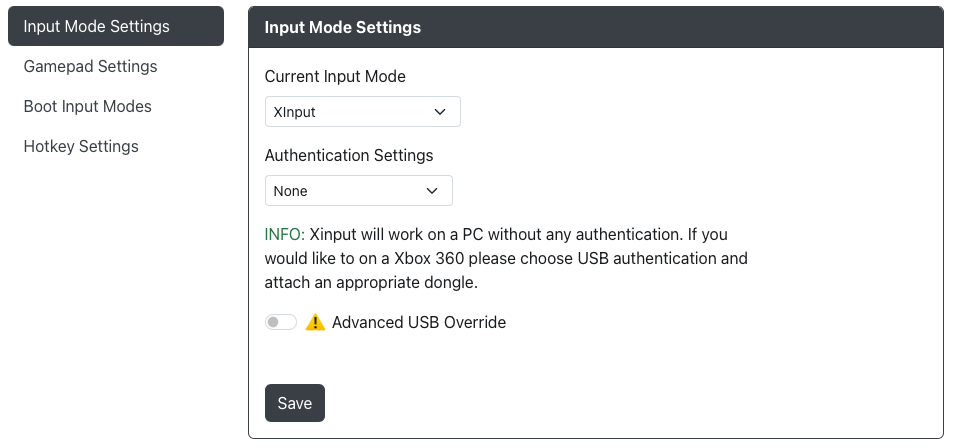 Input Mode Settings
Gamepad Settings
Boot Input Modes
Hotkey Settings
Input Mode Settings
Current Input Mode
XInput
Authentication Settings
None
INFO: Xinput will work on a PC without any authentication. If you
would like to on a Xbox 360 please choose USB authentication and
attach an appropriate dongle.
Advanced USB Override
Save